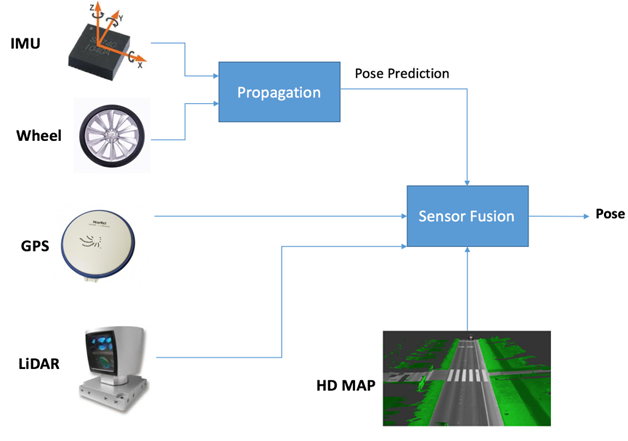 IMU
Z
Y
X
Wheel
Propagation
Pose Prediction
GPS
Sensor Fusion
Pose
LiDAR
HD MAP